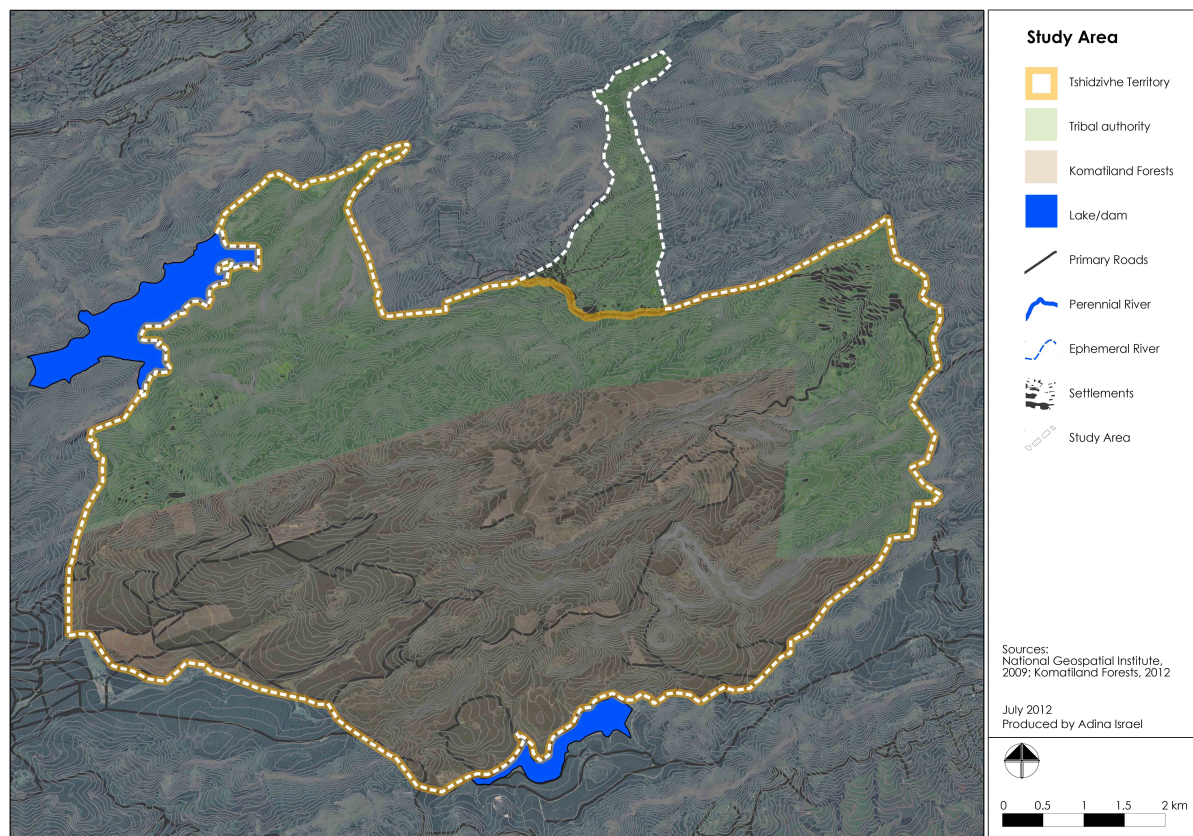 Study Area
Tshidzivhe Territory
Tribal authority
Komatiland Forests
Lake/dam
Primary Roads
Perennial River
Ephemeral River
Settlements
Study Area
Sources:
National Geospatial Institute,
2009; Komatiland Forests, 2012
July 2012
Produced by Adina Israel
0 0.5 1 1.5 2 km